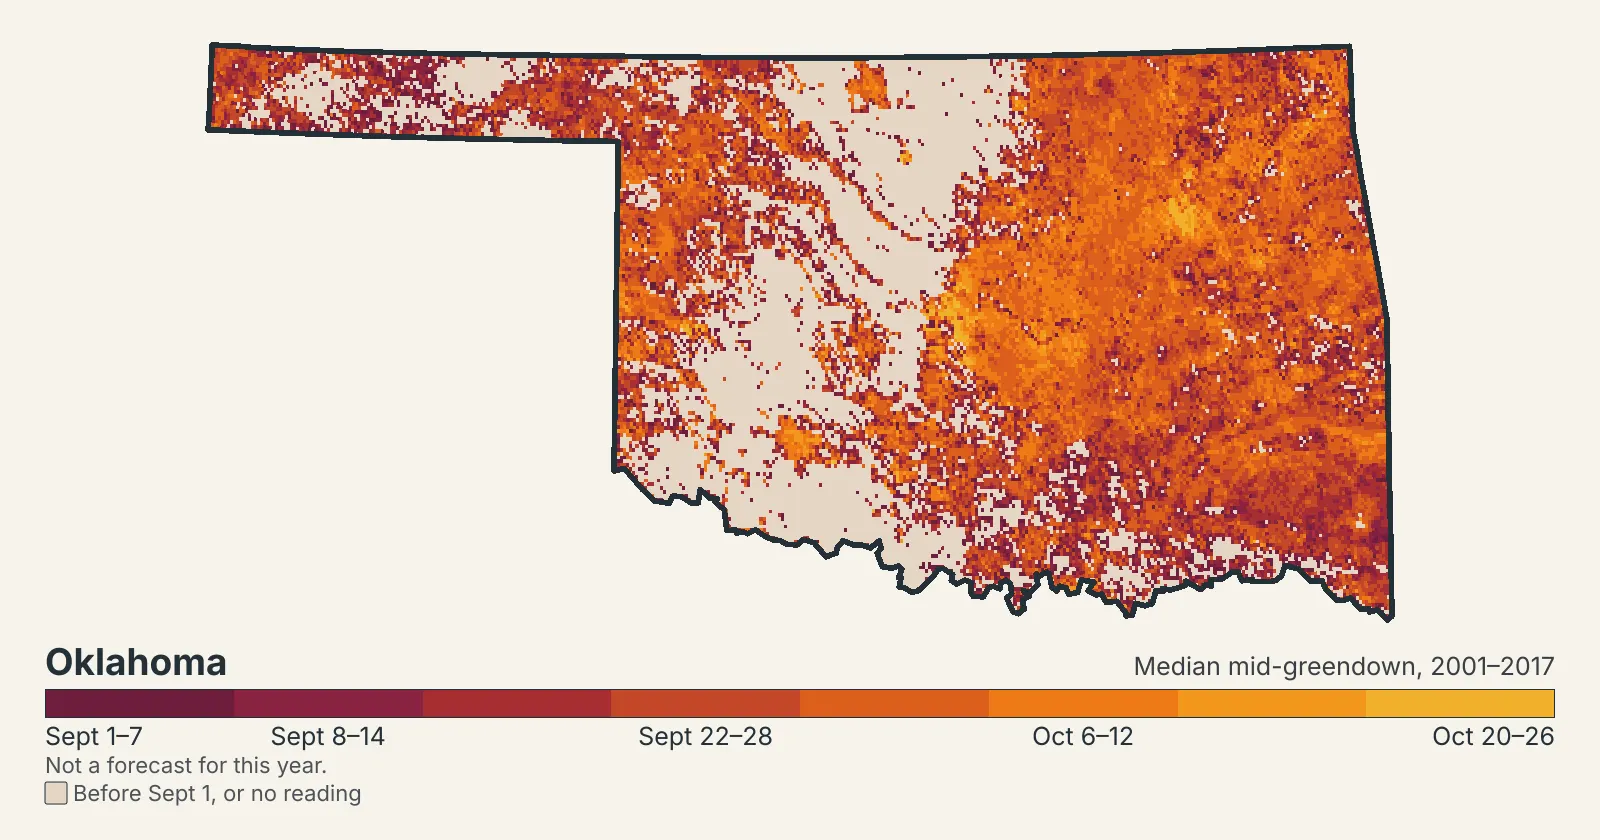 Oklahoma
Median mid-greendown, 2001–2017
Sept 1–7
Sept 8–14
Sept 22–28
Oct 6–12
Oct 20–26
Not a forecast for this year.
Before Sept 1, or no reading